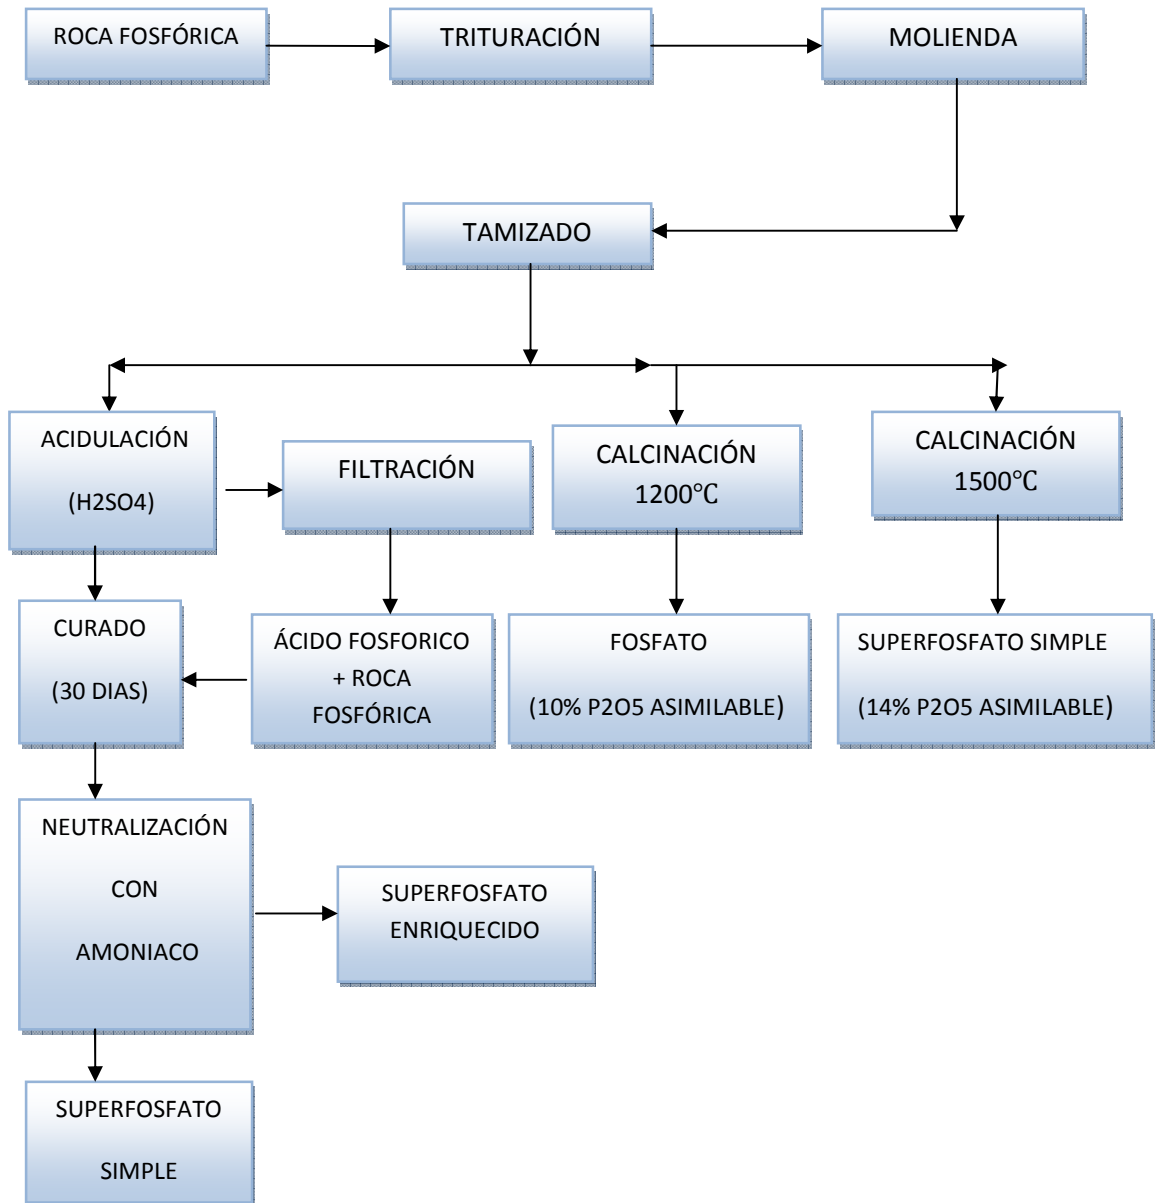 ROCA FOSFÓRICA
TRITURACIÓN
MOLIENDA
TAMIZADO
ACIDULACIÓN
(H2SO4)
FILTRACIÓN
CALCINACIÓN
1200℃
CALCINACIÓN
1500℃
CURADO
(30 DIAS)
ÁCIDO FOSFORICO
+ ROCA
FOSFÓRICA
FOSFATO
(10% P2O5 ASIMILABLE)
SUPERFOSFATO SIMPLE
(14% P2O5 ASIMILABLE)
NEUTRALIZACIÓN
CON
AMONIACO
SUPERFOSFATO
ENRIQUECIDO
SUPERFOSFATO
SIMPLE